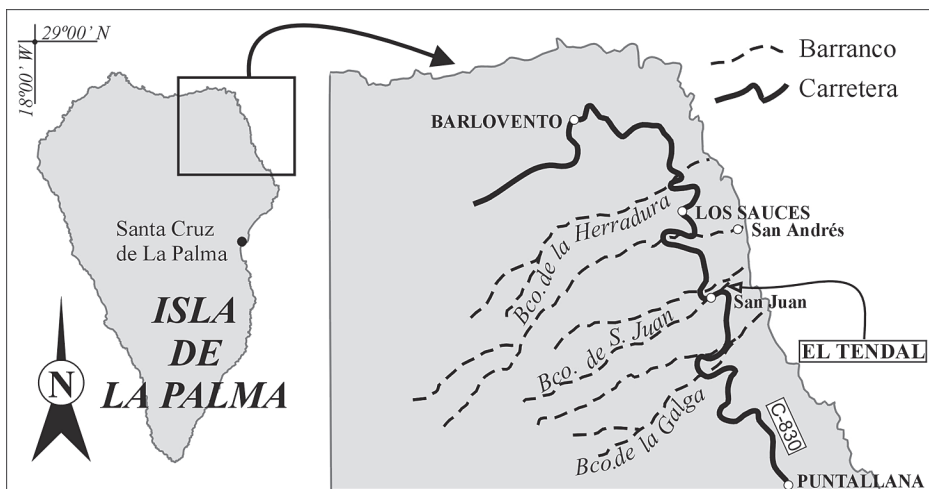 29º00' N
18º00' W
Santa Cruz
de La Palma
ISLA
DE
LA PALMA
N
Barranco
Carretera
BARLOVENTO
LOS SAUCES
San Andrés
Bco. de la Herradura
San Juan
Bco. de S. Juan
EL TENDAL
Bco. de la Galga
C-830
PUNTALLANA